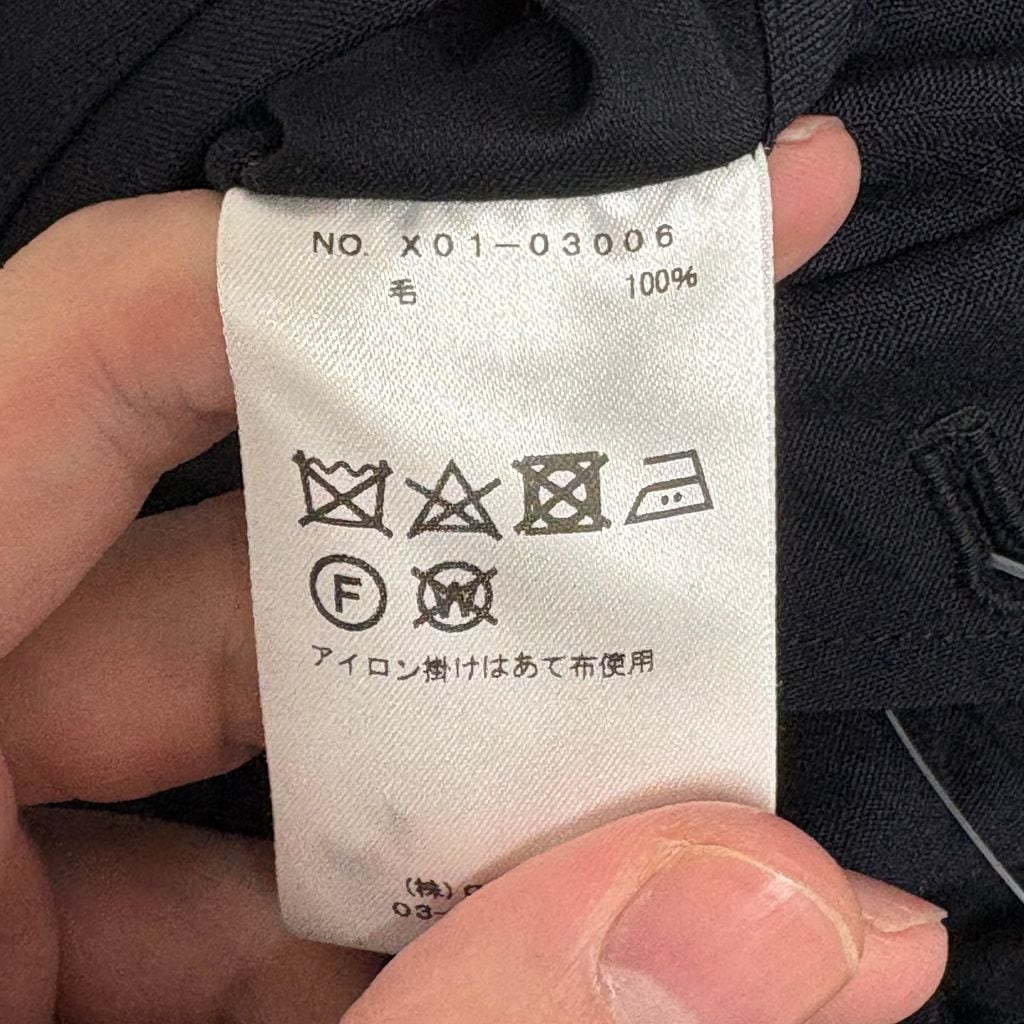 NO. X01-03006
毛 100%
F W
アイロン掛けはあて布使用
(株)
03-